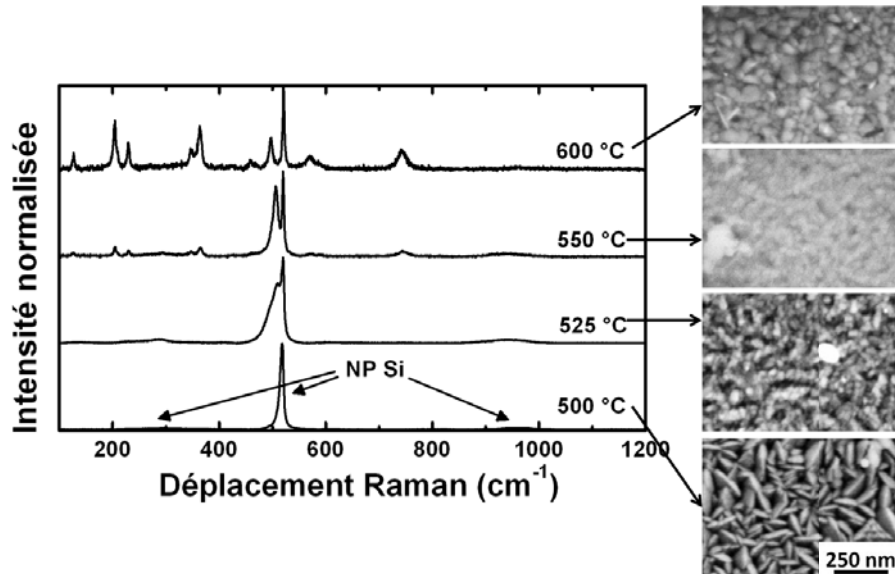 Intensité normalisée
600 °C
550 °C
525 °C
NP Si
500 °C
200 400 600 800 1000 1200
Déplacement Raman (cm-1)
250 nm